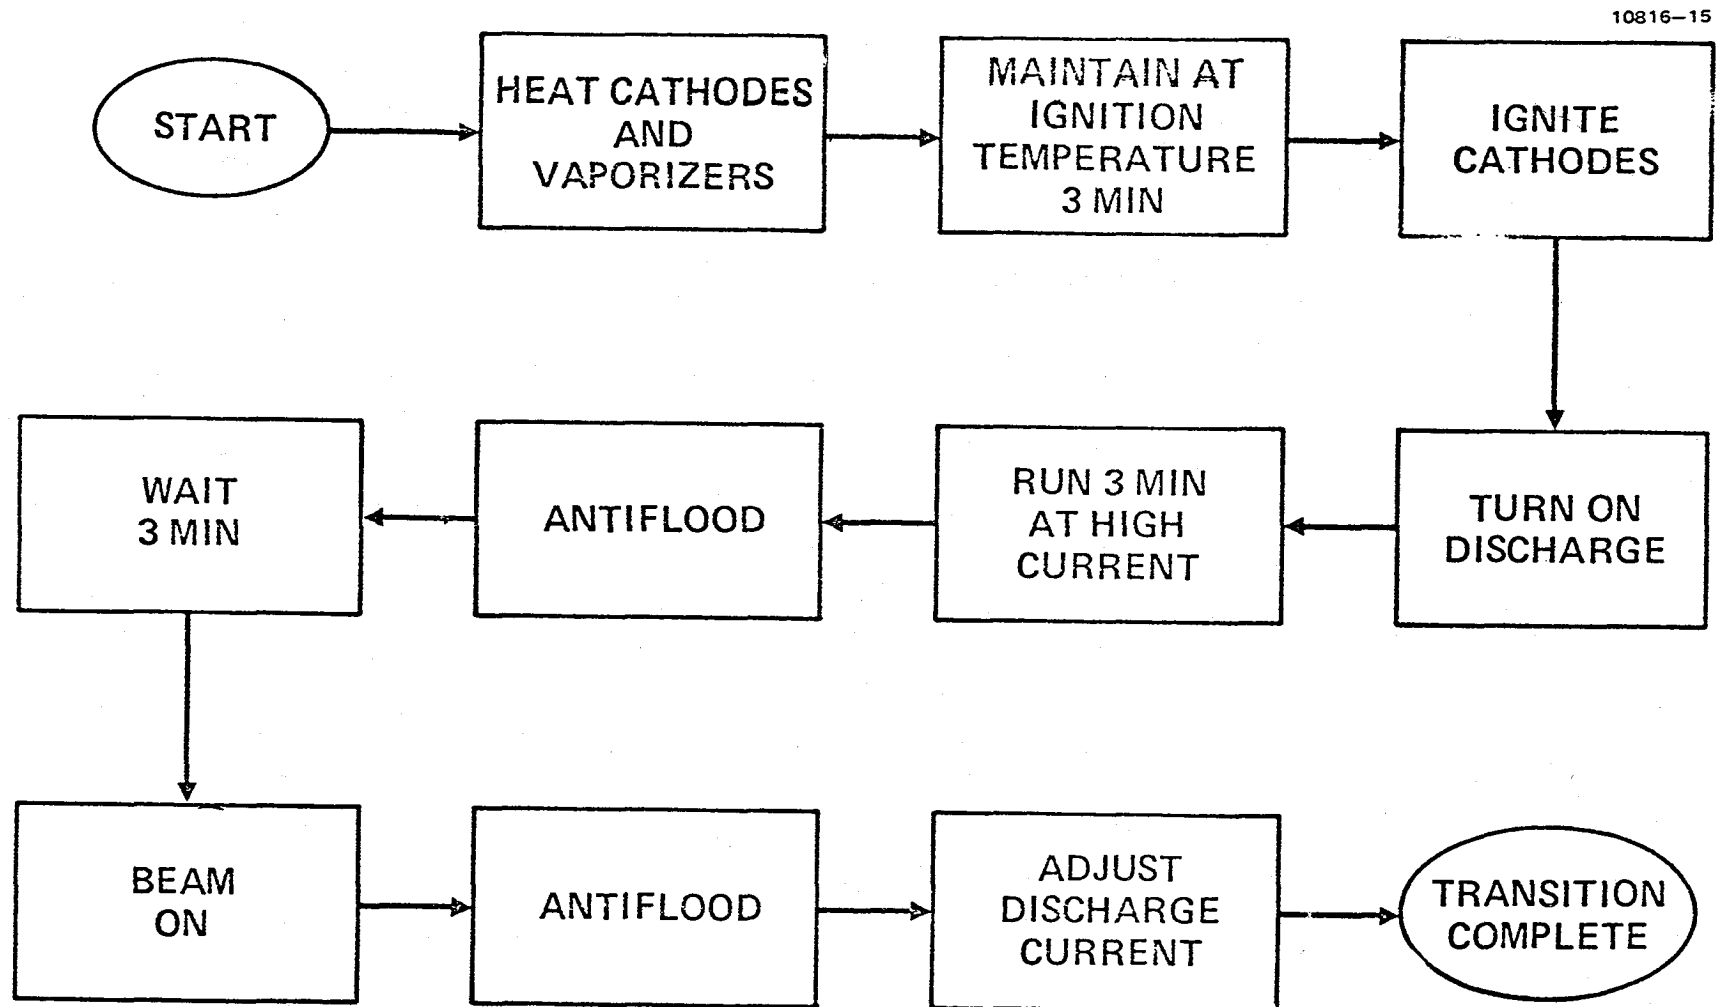 10816-15
START
HEAT CATHODES
AND
VAPORIZERS
MAINTAIN AT
IGNITION
TEMPERATURE
3 MIN
IGNITE
CATHODES
TURN ON
DISCHARGE
RUN 3 MIN
AT HIGH
CURRENT
ANTIFLOOD
WAIT
3 MIN
BEAM
ON
ANTIFLOOD
ADJUST
DISCHARGE
CURRENT
TRANSITION
COMPLETE